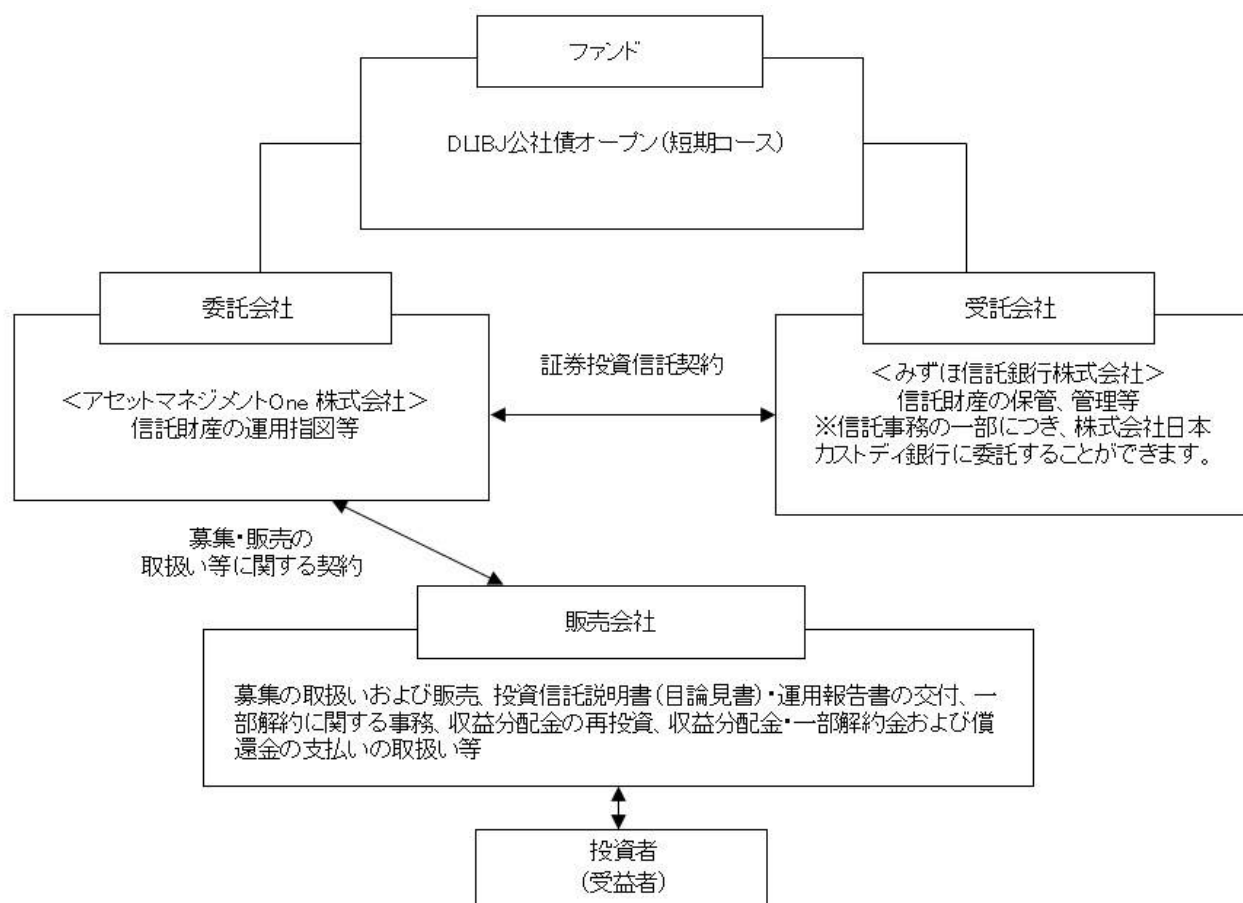 ファンド
DLIBJ公社債オープン(短期コース)
委託会社
<アセットマネジメントOne 株式会社>
信託財産の運用指図等
証券投資信託契約
受託会社
<みずほ信託銀行株式会社>
信託財産の保管、管理等
※信託事務の一部につき、株式会社日本
カストディ銀行に委託することができます。
募集・販売の
取扱い等に関する契約
販売会社
募集の取扱いおよび販売、投資信託説明書(目論見書)・運用報告書の交付、一
部解約に関する事務、収益分配金の再投資、収益分配金・一部解約金および償
還金の支払いの取扱い等
投資者
(受益者)